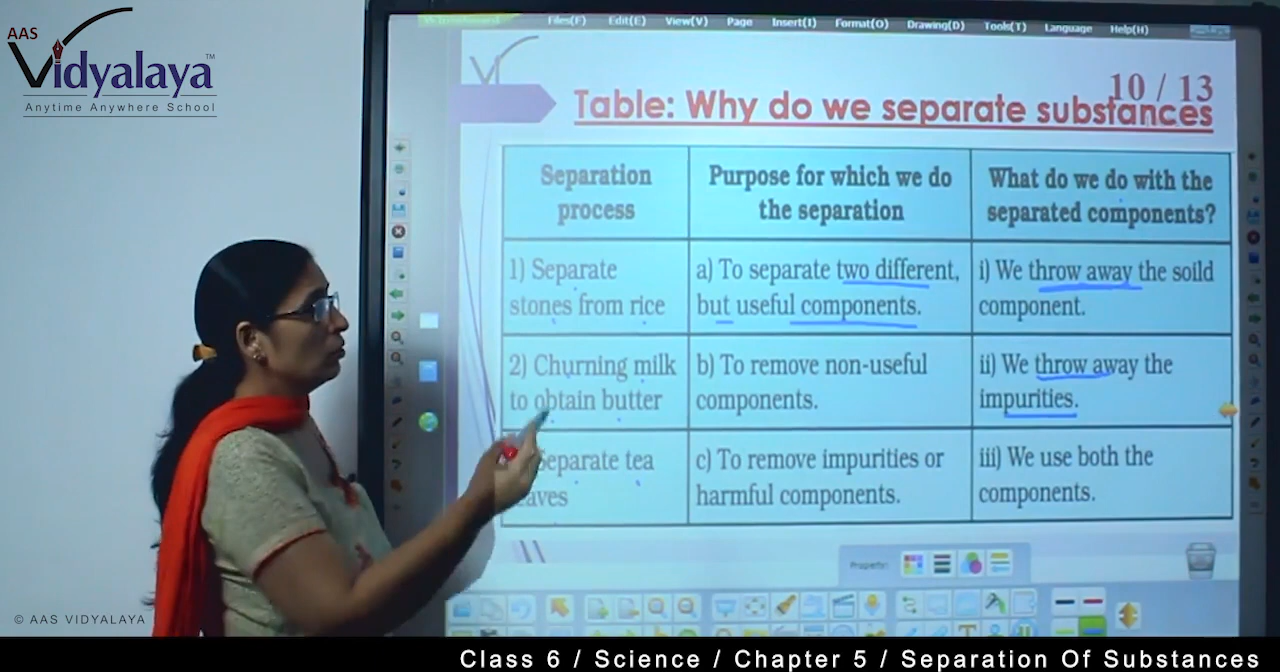 AAS
Vidyalaya™
Anytime Anywhere School
Files(F) Edit(E) View(V) Page Insert(I) Format(O) Drawing(D) Tools(T) Language Help(H)
10 / 13
Table: Why do we separate substances
Separation process
Purpose for which we do the separation
What do we do with the separated components?
1) Separate
stones from rice
a) To separate two different,
but useful components.
i) We throw away the soild
component.
2) Churning milk
to obtain butter
b) To remove non-useful
components.
ii) We throw away the
impurities.
Separate tea
c) To remove impurities or
harmful components.
iii) We use both the
components.
Property:
© AAS VIDYALAYA
Class 6 / Science / Chapter 5 / Separation Of Substances